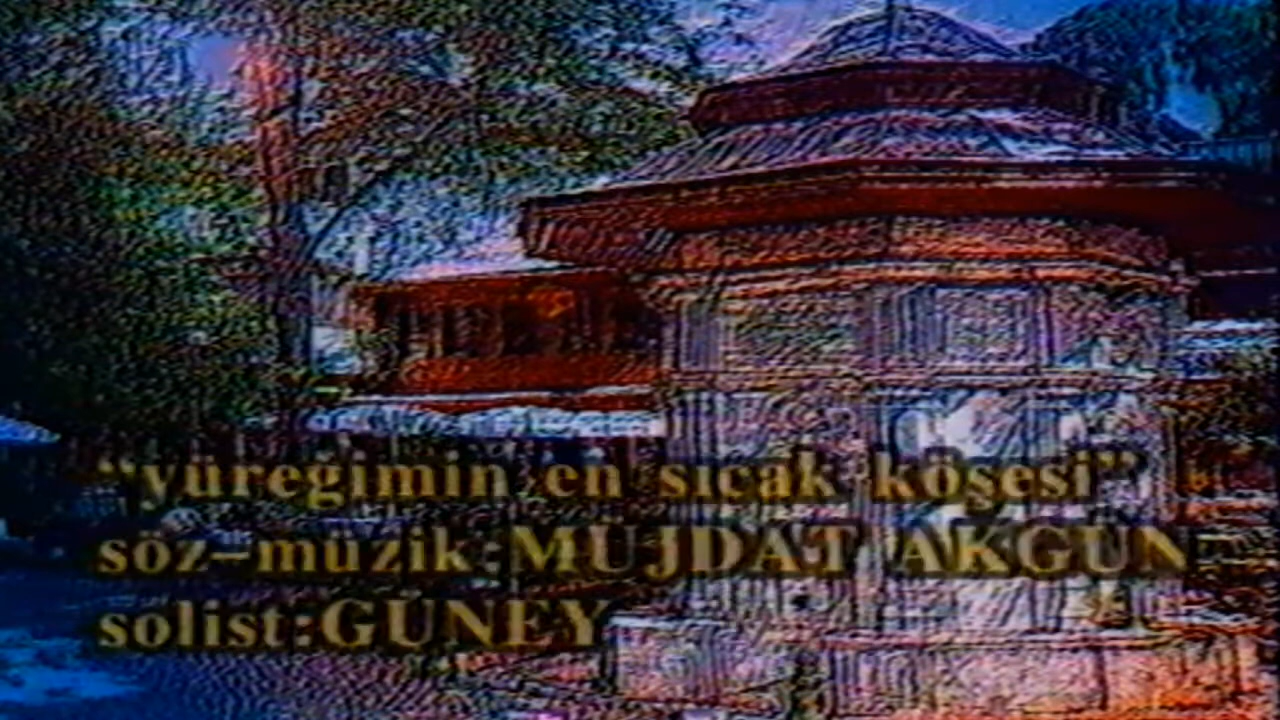 “yüreğimin en sıcak köşesi”
söz-müzik:MÜJDAT AKGÜN
solist:GÜNEY